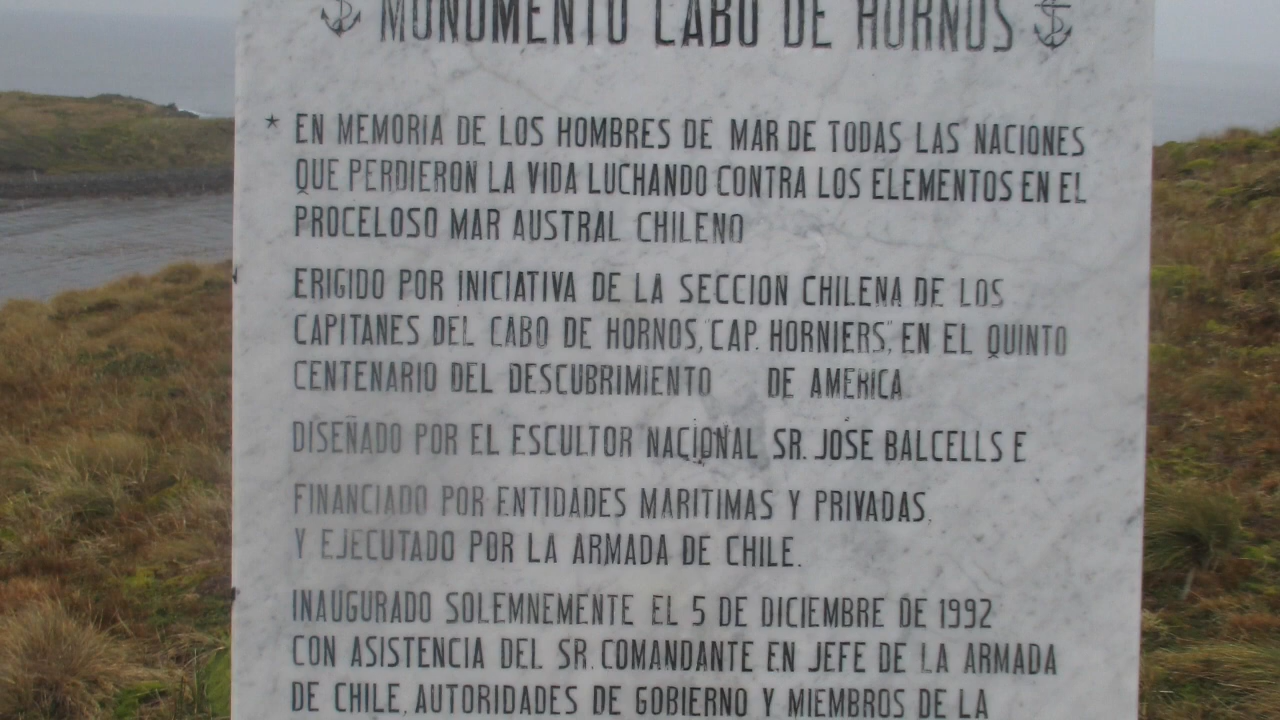 MONUMENTO CABO DE HORNOS
* EN MEMORIA DE LOS HOMBRES DE MAR DE TODAS LAS NACIONES
QUE PERDIERON LA VIDA LUCHANDO CONTRA LOS ELEMENTOS EN EL
PROCELOSO MAR AUSTRAL CHILENO
ERIGIDO POR INICIATIVA DE LA SECCION CHILENA DE LOS
CAPITANES DEL CABO DE HORNOS, "CAP. HORNIERS", EN EL QUINTO
CENTENARIO DEL DESCUBRIMIENTO DE AMERICA
DISEÑADO POR EL ESCULTOR NACIONAL SR. JOSE BALCELLS E
FINANCIADO POR ENTIDADES MARITIMAS Y PRIVADAS,
Y EJECUTADO POR LA ARMADA DE CHILE.
INAUGURADO SOLEMNEMENTE EL 5 DE DICIEMBRE DE 1992
CON ASISTENCIA DEL SR. COMANDANTE EN JEFE DE LA ARMADA
DE CHILE, AUTORIDADES DE GOBIERNO Y MIEMBROS DE LA